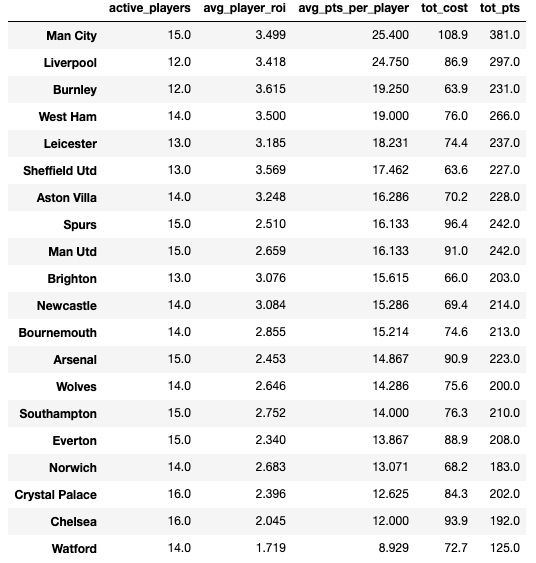 active_players avg_player_roi avg_pts_per_player tot_cost tot_pts
Man City 15.0 3.499 25.400 108.9 381.0
Liverpool 12.0 3.418 24.750 86.9 297.0
Burnley 12.0 3.615 19.250 63.9 231.0
West Ham 14.0 3.500 19.000 76.0 266.0
Leicester 13.0 3.185 18.231 74.4 237.0
Sheffield Utd 13.0 3.569 17.462 63.6 227.0
Aston Villa 14.0 3.248 16.286 70.2 228.0
Spurs 15.0 2.510 16.133 96.4 242.0
Man Utd 15.0 2.659 16.133 91.0 242.0
Brighton 13.0 3.076 15.615 66.0 203.0
Newcastle 14.0 3.084 15.286 69.4 214.0
Bournemouth 14.0 2.855 15.214 74.6 213.0
Arsenal 15.0 2.453 14.867 90.9 223.0
Wolves 14.0 2.646 14.286 75.6 200.0
Southampton 15.0 2.752 14.000 76.3 210.0
Everton 15.0 2.340 13.867 88.9 208.0
Norwich 14.0 2.683 13.071 68.2 183.0
Crystal Palace 16.0 2.396 12.625 84.3 202.0
Chelsea 16.0 2.045 12.000 93.9 192.0
Watford 14.0 1.719 8.929 72.7 125.0